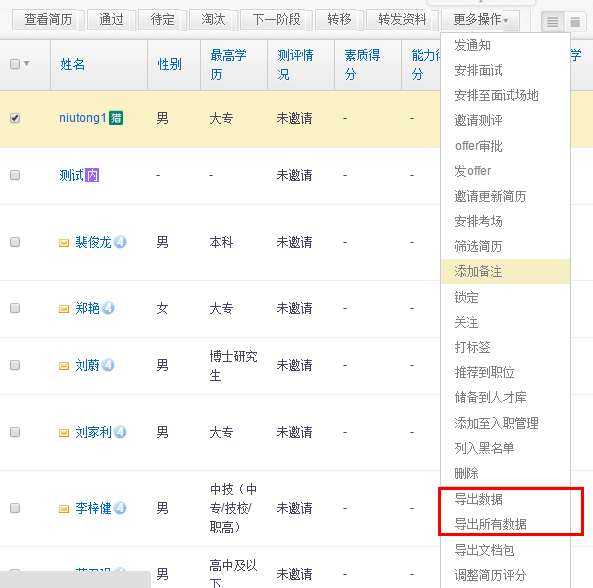 查看简历 通过 待定 淘汰 下一阶段 转移 转发资料 更多操作
姓名 性别 最高学历 测评情况 素质得分 能力得分 学
niutong1 猎 男 大专 未邀请 - -
测试 内 - - 未邀请 - -
裴俊龙 4 男 本科 未邀请 - -
郑艳 4 女 大专 未邀请 - -
刘蔚 4 男 博士研究生 未邀请 - -
刘家利 4 男 大专 未邀请 - -
李梓健 4 男 中技（中专/技校/职高） 未邀请 - -
男 高中及以下 未邀请 - -
发通知
安排面试
安排至面试场地
邀请测评
offer审批
发offer
邀请更新简历
安排考场
筛选简历
添加备注
锁定
关注
打标签
推荐到职位
储备到人才库
添加至入职管理
列入黑名单
删除
导出数据
导出所有数据
导出文档包
调整简历评分